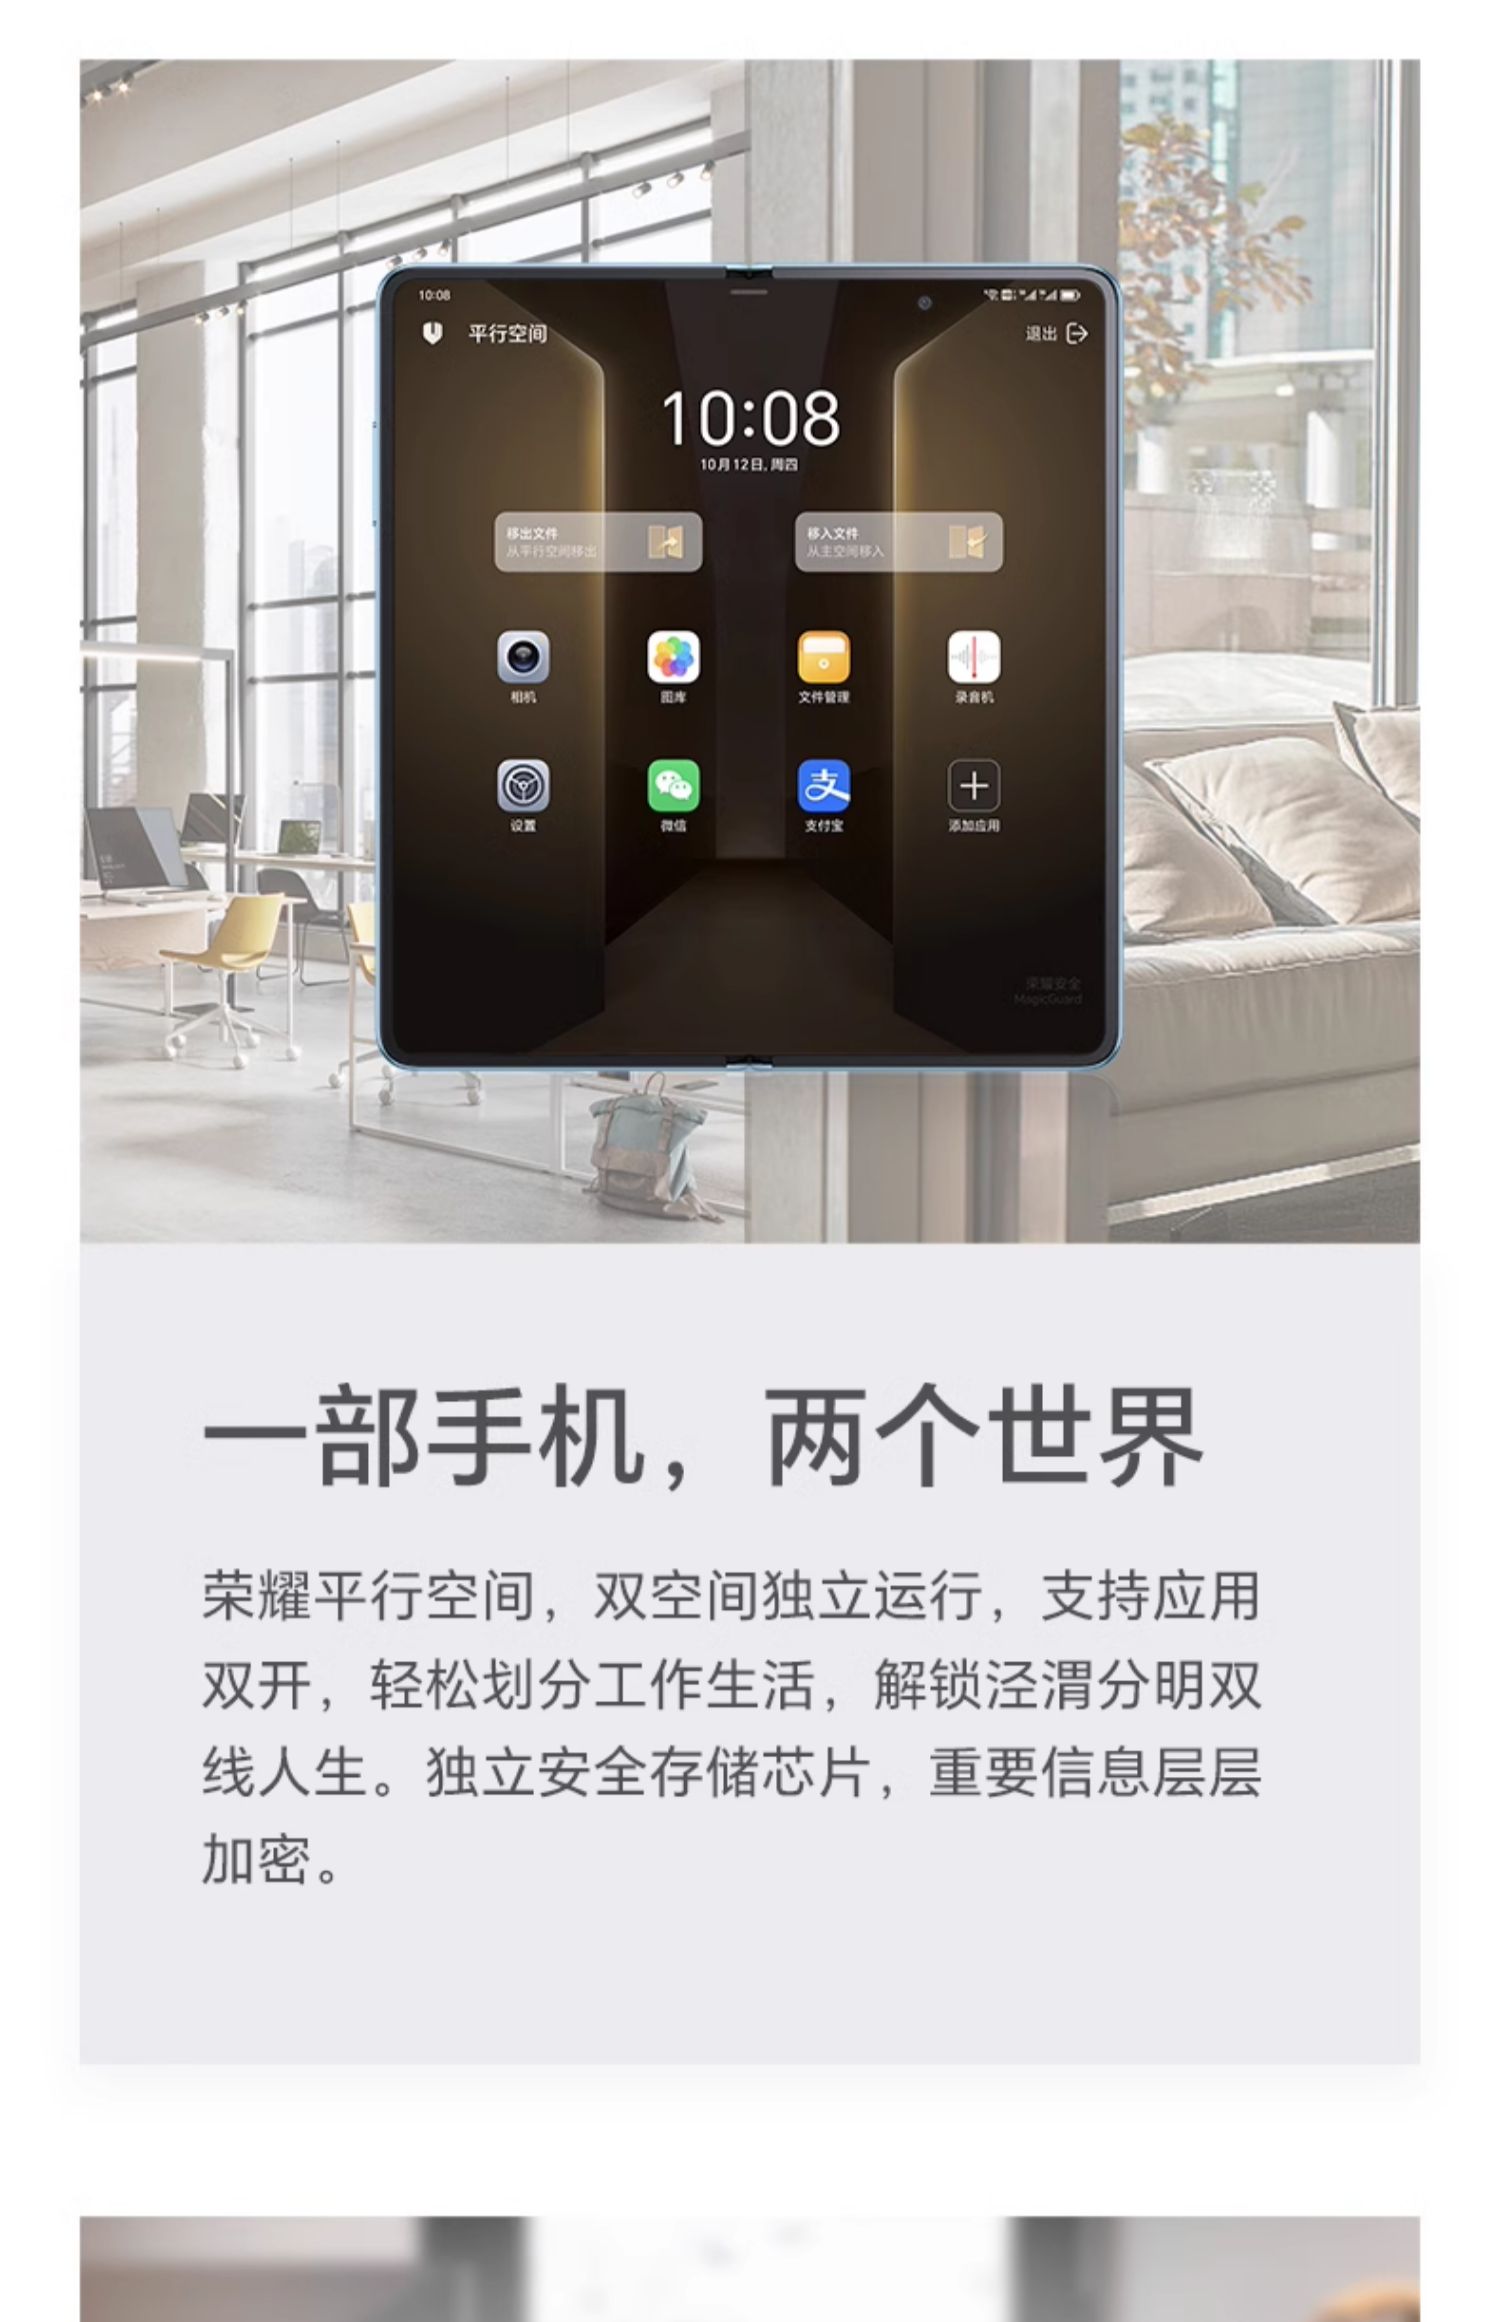 10:08
平行空间
退出
10:08
10月12日, 周四
移出文件
从平行空间移出
移入文件
从主空间移入
相机
图库
文件管理
录音机
设置
微信
支付宝
添加应用
荣耀安全
MagicGuard
一部手机，两个世界
荣耀平行空间，双空间独立运行，支持应用
双开，轻松划分工作生活，解锁泾渭分明双
线人生。独立安全存储芯片，重要信息层层
加密。